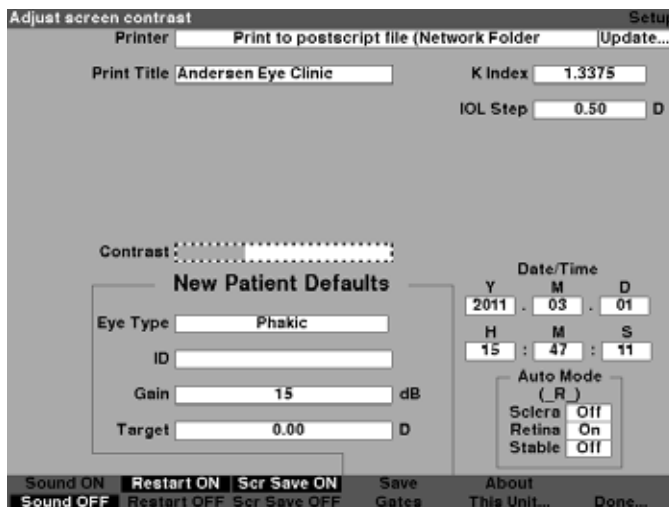 Adjust screen contrast Setup
Printer Print to postscript file (Network Folder Update...
Print Title Andersen Eye Clinic K Index 1.3375
IOL Step 0.50 D
Contrast
New Patient Defaults
Eye Type Phakic
ID
Gain 15 dB
Target 0.00 D
Date/Time
Y M D
2011 . 03 . 01
H M S
15 : 47 : 11
Auto Mode
(_R_)
Sclera Off
Retina On
Stable Off
Sound ON Restart ON Scr Save ON Save About
Sound OFF Restart OFF Scr Save OFF Gates This Unit... Done...